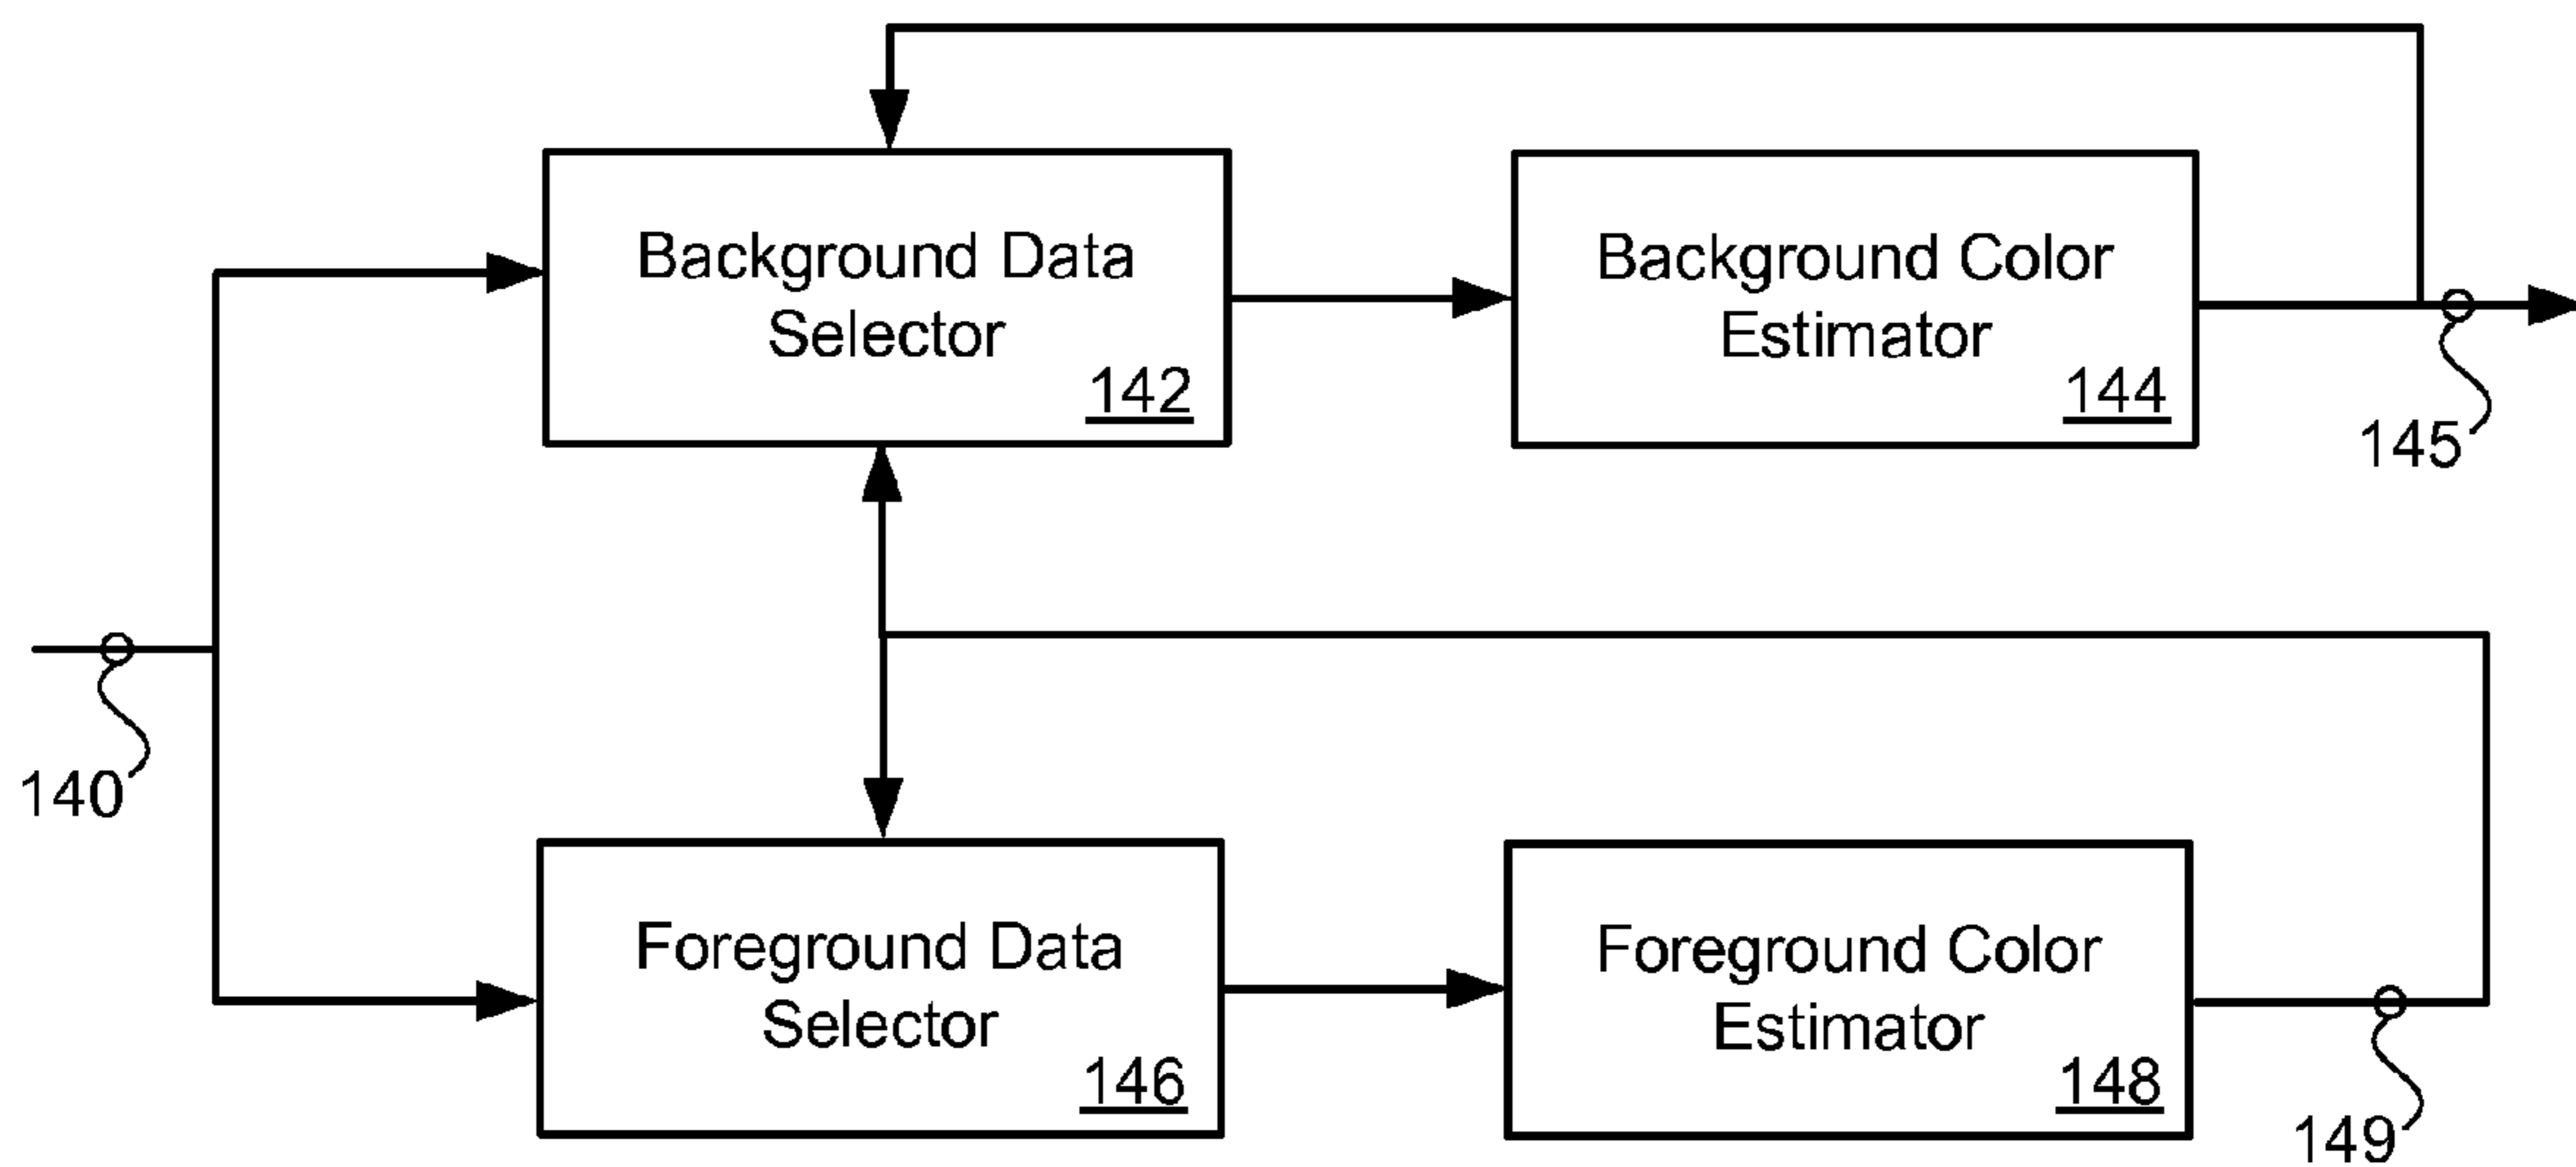 Background Data
Selector
142
Background Color
Estimator
144
145
140
Foreground Data
Selector
146
Foreground Color
Estimator
148
149